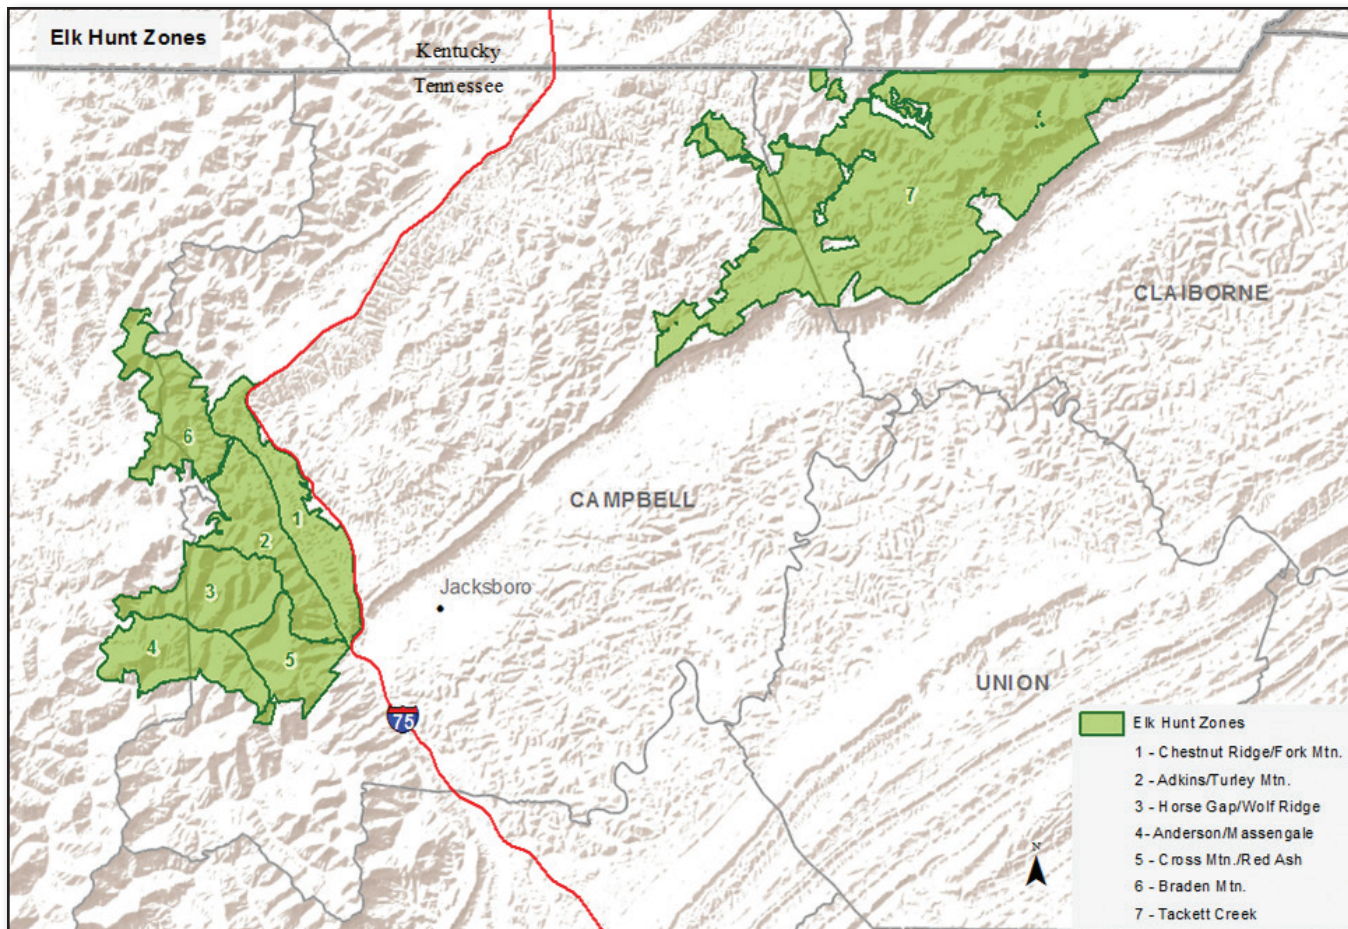 Elk Hunt Zones
Kentucky
Tennessee
7
CLAIBORNE
6
CAMPBELL
1
2
Jacksboro
3
4
5
UNION
75
Elk Hunt Zones
1 - Chestnut Ridge/Fork Mtn.
2 - Adkins/Turley Mtn.
3 - Horse Gap/Wolf Ridge
4 - Anderson/Massengale
5 - Cross Mtn./Red Ash
6 - Braden Mtn.
7 - Tackett Creek
N